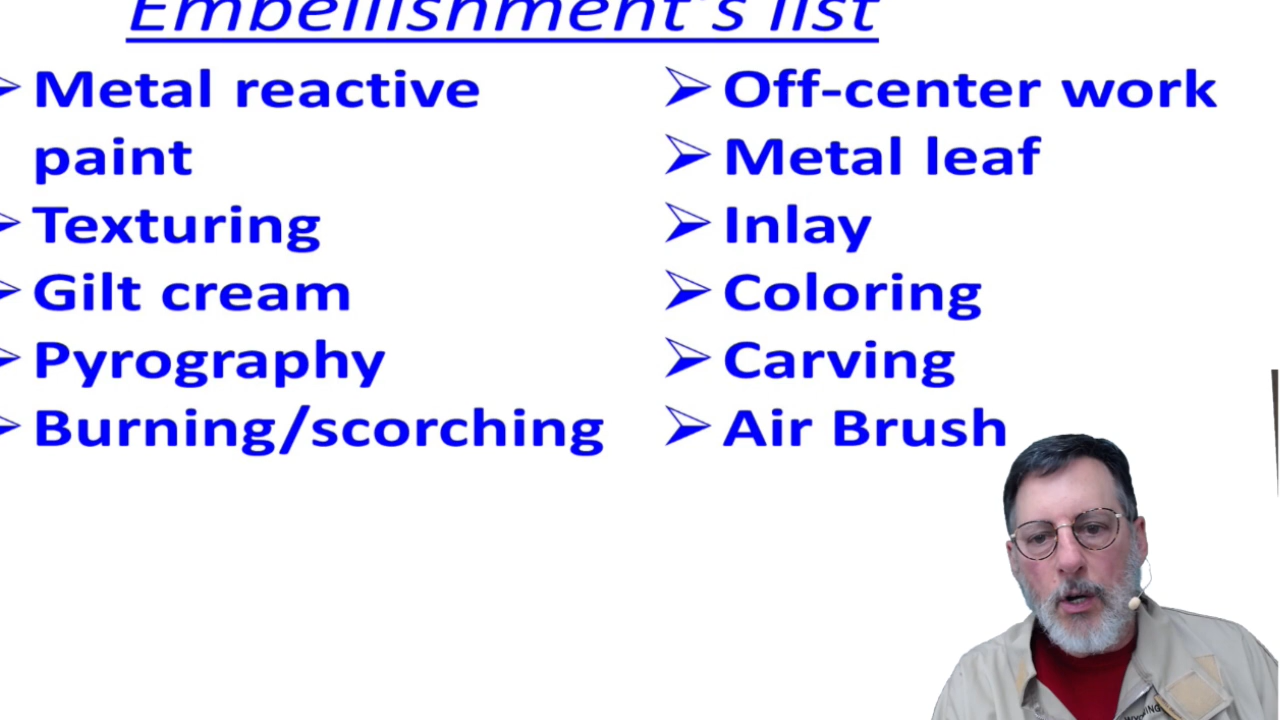 Embellishment's list
Metal reactive
paint
Texturing
Gilt cream
Pyrography
Burning/scorching
Off-center work
Metal leaf
Inlay
Coloring
Carving
Air Brush